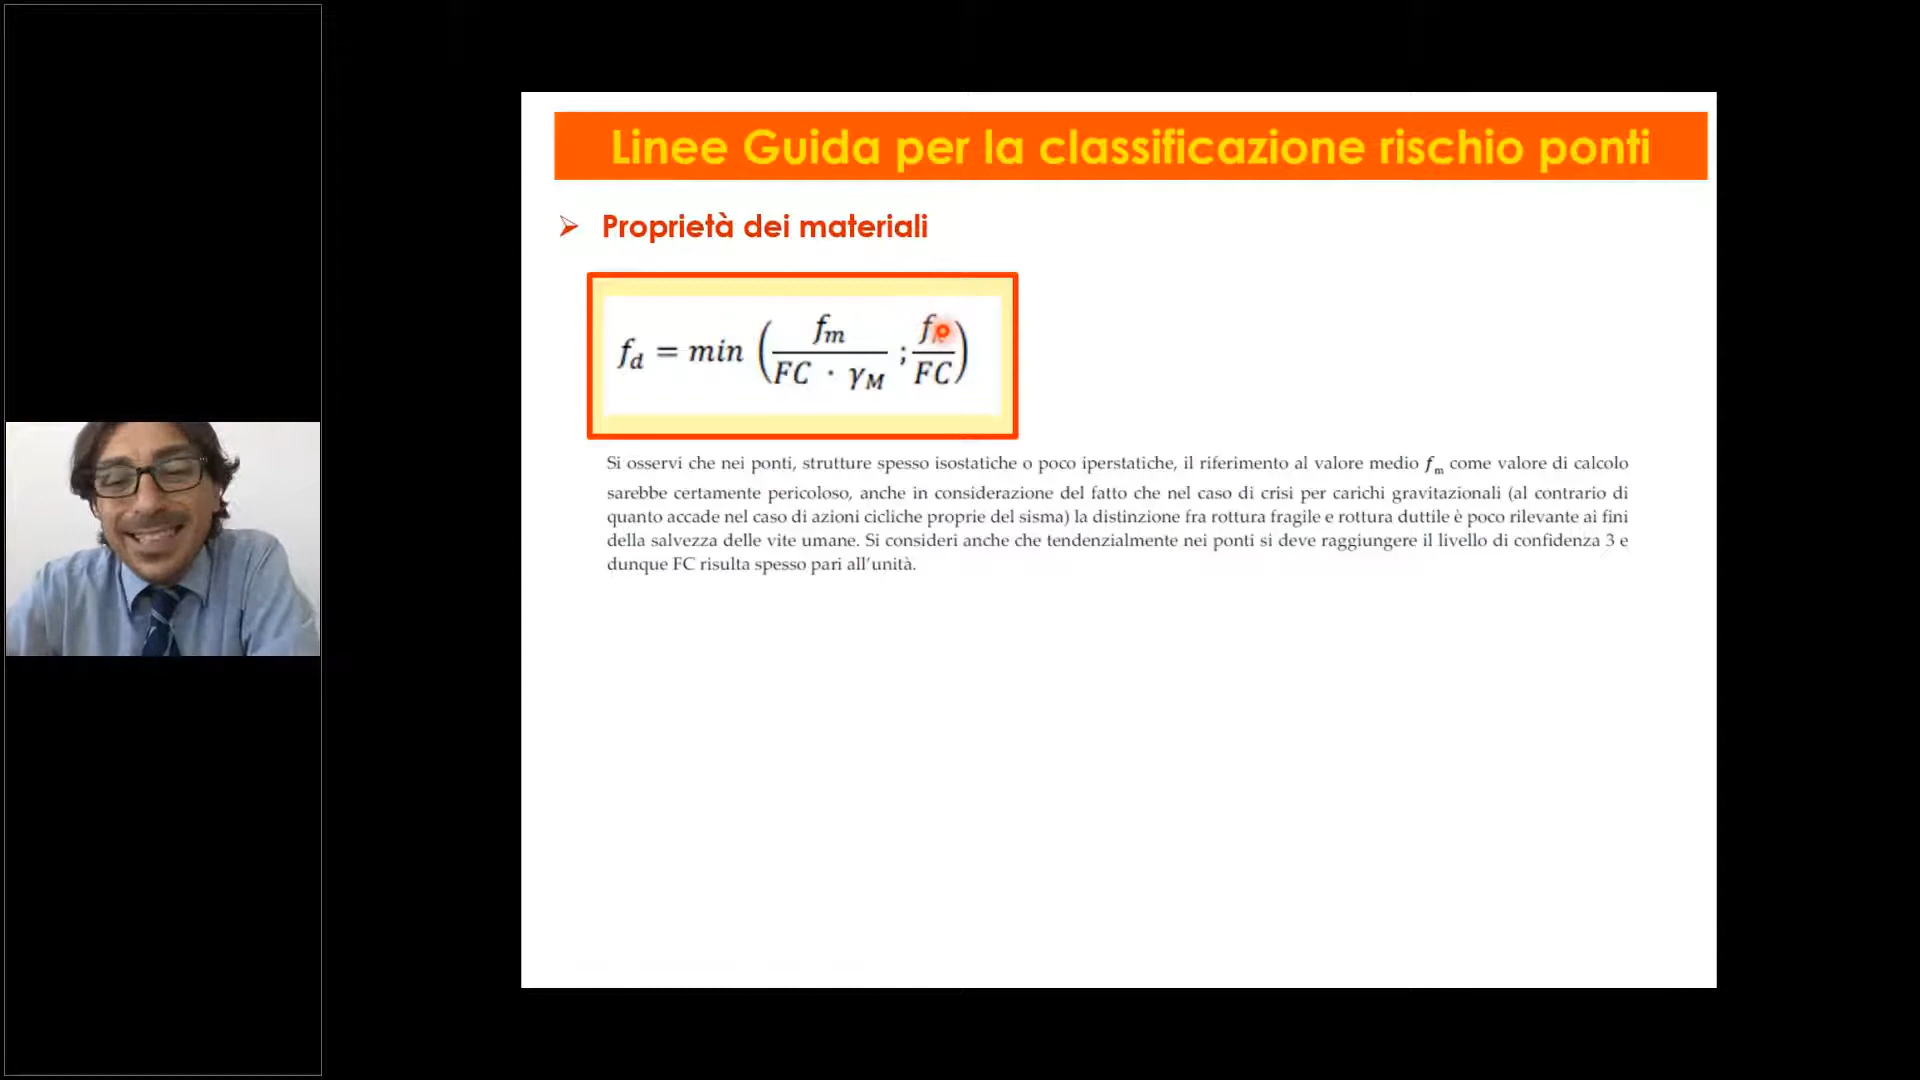 Linee Guida per la classificazione rischio ponti
Proprietà dei materiali
f_d = min ( f_m / (FC · γ_M) ; f / FC )
Si osservi che nei ponti, strutture spesso isostatiche o poco iperstatiche, il riferimento al valore medio f_m come valore di calcolo
sarebbe certamente pericoloso, anche in considerazione del fatto che nel caso di crisi per carichi gravitazionali (al contrario di
quanto accade nel caso di azioni cicliche proprie del sisma) la distinzione fra rottura fragile e rottura duttile è poco rilevante ai fini
della salvezza delle vite umane. Si consideri anche che tendenzialmente nei ponti si deve raggiungere il livello di confidenza 3 e
dunque FC risulta spesso pari all'unità.